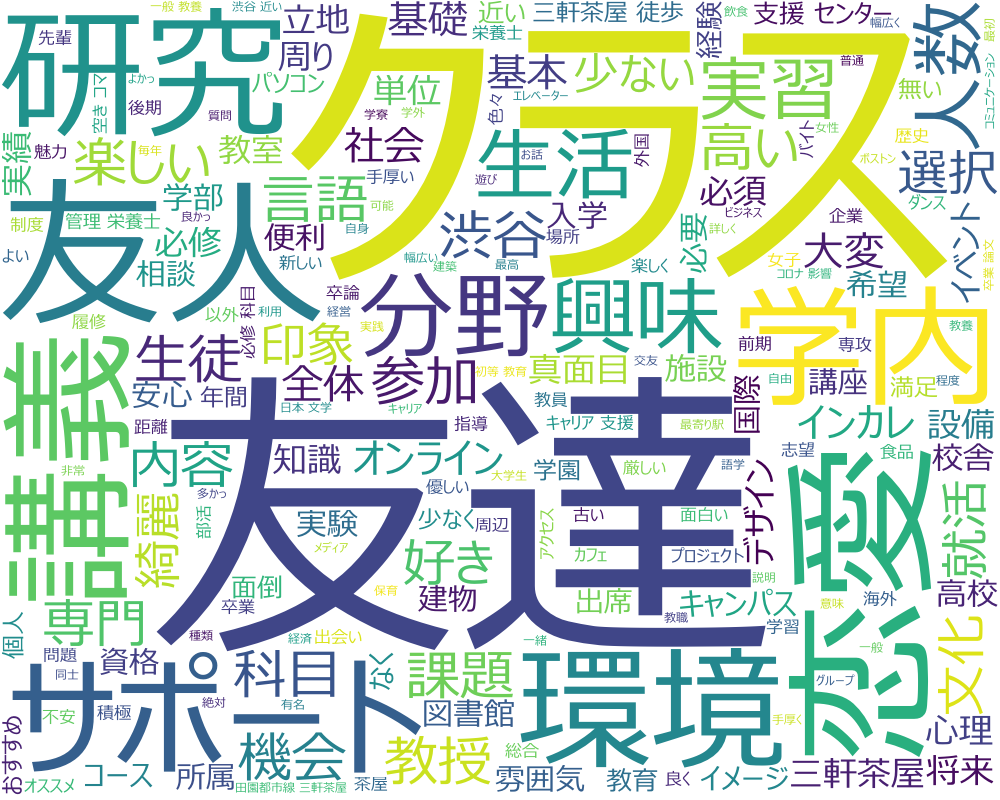 一般 教養
渋谷 近い
立地
基礎
近い
三軒茶屋 徒歩
経験
飲食
支援 センター
幅広く
人数
最初
先輩
研究
クラス
周り
栄養士
基本
少ない
実習
普通
コミュニケーション
空き コマ
よかっ
後期
パソコン
単位
色々
エレベーター
無い
質問
学寮
学外
外国
高い
バイト
女性
歴史
実績
魅力
楽しい
毎年
教室
社会
生活
お話
ボストン
選択
手厚い
遊び
学部
言語
可能
必須
ビジネス
企業
ダンス
制度
管理 栄養士
良かっ
自身
渋谷
入学
場所
詳しく
イベント
卒業 論文
友人
必修
便利
必要
大変
よい
相談
新しい
幅広い
建築
最高
楽しく
女子
コロナ 影響
希望
履修
以外
必修 科目
卒論
経営
利用
分野
興味
学内
教養
講義
生徒
印象
実践
前期
専攻
自由
程度
安心
年間
全体
参加
初等 教育
真面目
交友
施設
国際
講座
満足
距離
日本 文学
キャリア
指導
教員
キャリア 支援
最寄り駅
インカレ
設備
非常
内容
知識
オンライン
学園
厳しい
語学
志望
食品
校舎
綺麗
多かっ
部活
優しい
大学生
友達
恋愛
就活
実験
少なく
周辺
アクセス
古い
面白い
デザイン
メディア
好き
カフェ
プロジェクト
説明
専門
面倒
卒業
建物
保育
出席
キャンパス
意味
海外
高校
個人
種類
経済
出会い
一緒
教職
学習
一般
文化
問題
同士
資格
サポート
科目
なく
課題
環境
グループ
不安
積極
絶対
有名
図書館
手厚く
心理
おすすめ
機会
教授
総合
オススメ
コース
所属
田園都市線 三軒茶屋
茶屋
雰囲気
教育
良く
イメージ
三軒茶屋
将来